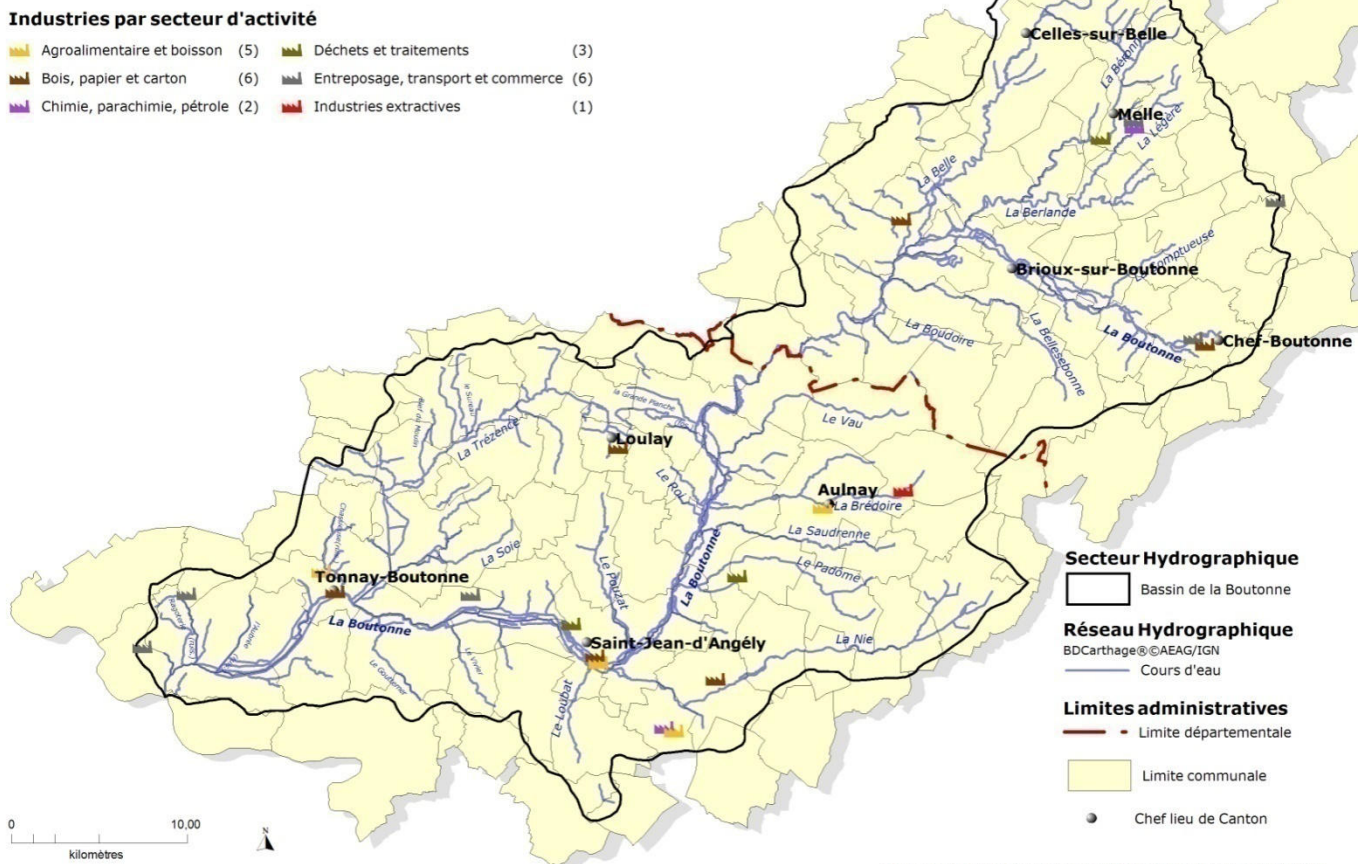 Industries par secteur d'activité
Agroalimentaire et boisson (5)
Déchets et traitements (3)
Bois, papier et carton (6)
Entreposage, transport et commerce (6)
Chimie, parachimie, pétrole (2)
Industries extractives (1)
Celles-sur-Belle
La Béronne
Melle
La Légère
La Belle
La Berlande
La Somptueuse
Brioux-sur-Boutonne
La Boudoire
La Bellesebonne
La Boutonne
Chef-Boutonne
le Sureau
la Grande Planche
La Trézence
Loulay
Le Vau
Le Roi
Aulnay
La Brédoire
La Saudrenne
Le Padôme
La Soie
Le Pouzat
La Boutonne
Tonnay-Boutonne
La Boutonne
Saint-Jean-d'Angély
La Nie
Le Vivier
Le Loubat
Secteur Hydrographique
Bassin de la Boutonne
Réseau Hydrographique
BDCarthage®©AEAG/IGN
Cours d'eau
Limites administratives
Limite départementale
Limite communale
Chef lieu de Canton
0 10,00
kilomètres
N